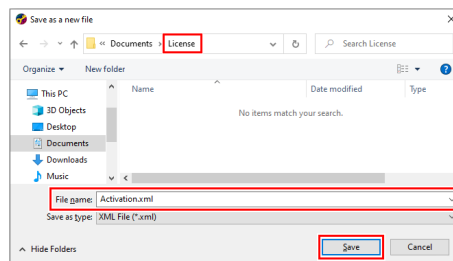 Save as a new file
« Documents › License
Search License
Organize
New folder
Name
Date modified
Type
This PC
3D Objects
Desktop
Documents
Downloads
Music
No items match your search.
File name: Activation.xml
Save as type: XML File (*.xml)
Hide Folders
Save
Cancel